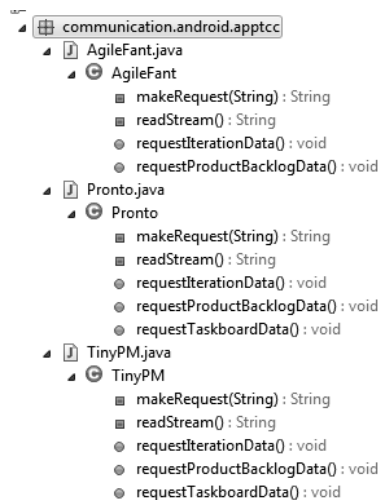 communication.android.apptcc
J AgileFant.java
C AgileFant
makeRequest(String) : String
readStream() : String
requestIterationData() : void
requestProductBacklogData() : void
J Pronto.java
C Pronto
makeRequest(String) : String
readStream() : String
requestIterationData() : void
requestProductBacklogData() : void
requestTaskboardData() : void
J TinyPM.java
C TinyPM
makeRequest(String) : String
readStream() : String
requestIterationData() : void
requestProductBacklogData() : void
requestTaskboardData() : void